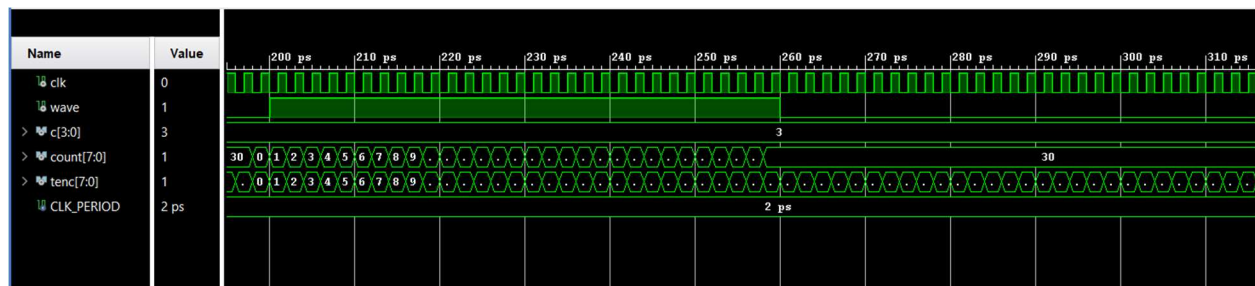 Name Value
200 ps 210 ps 220 ps 230 ps 240 ps 250 ps 260 ps 270 ps 280 ps 290 ps 300 ps 310 ps
clk 0
wave 1
c[3:0] 3 3
count[7:0] 1 30 0 1 2 3 4 5 6 7 8 9 . . . . . . . . . . . . . . . . . . . . 30
tenc[7:0] 1 . 0 1 2 3 4 5 6 7 8 9 . . . . . . . . . . . . . . . . . . . . . . . . . . . . . . . . . . . . . . . . . . . . . . . . .
CLK_PERIOD 2 ps 2 ps